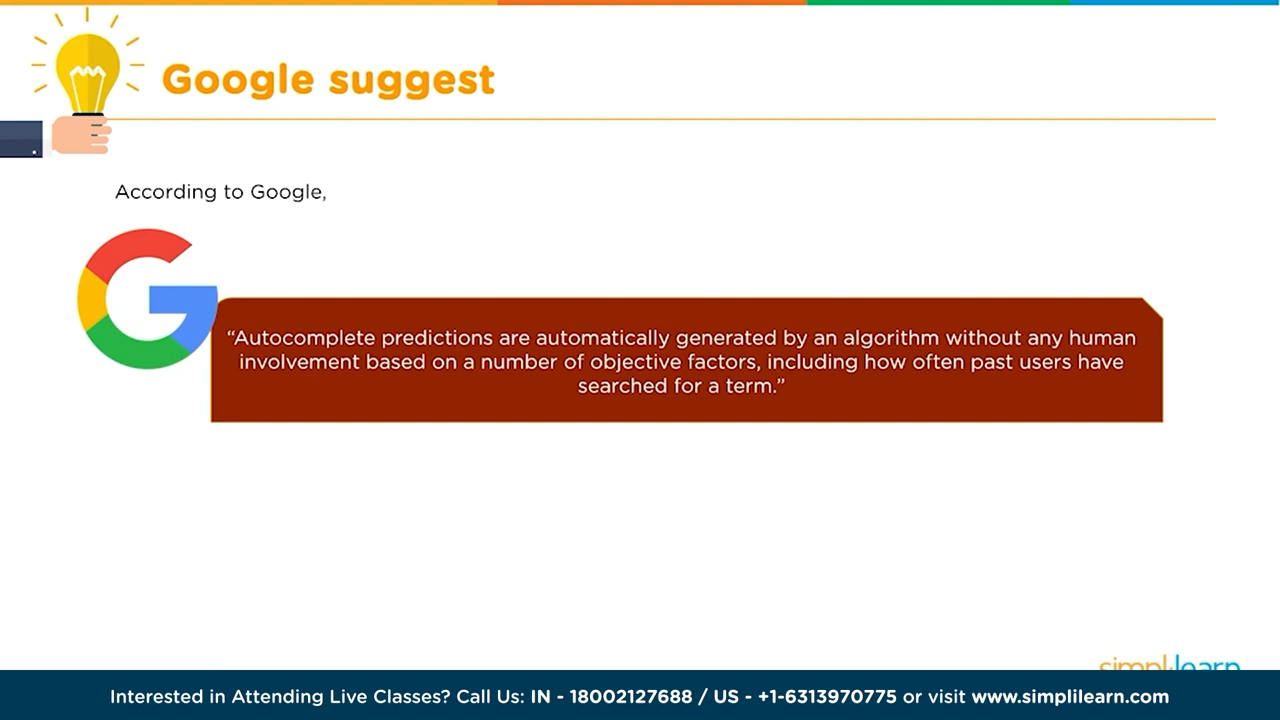 Google suggest
According to Google,
“Autocomplete predictions are automatically generated by an algorithm without any human
involvement based on a number of objective factors, including how often past users have
searched for a term.”
simplilearn
Interested in Attending Live Classes? Call Us: IN - 18002127688 / US - +1-6313970775 or visit www.simplilearn.com